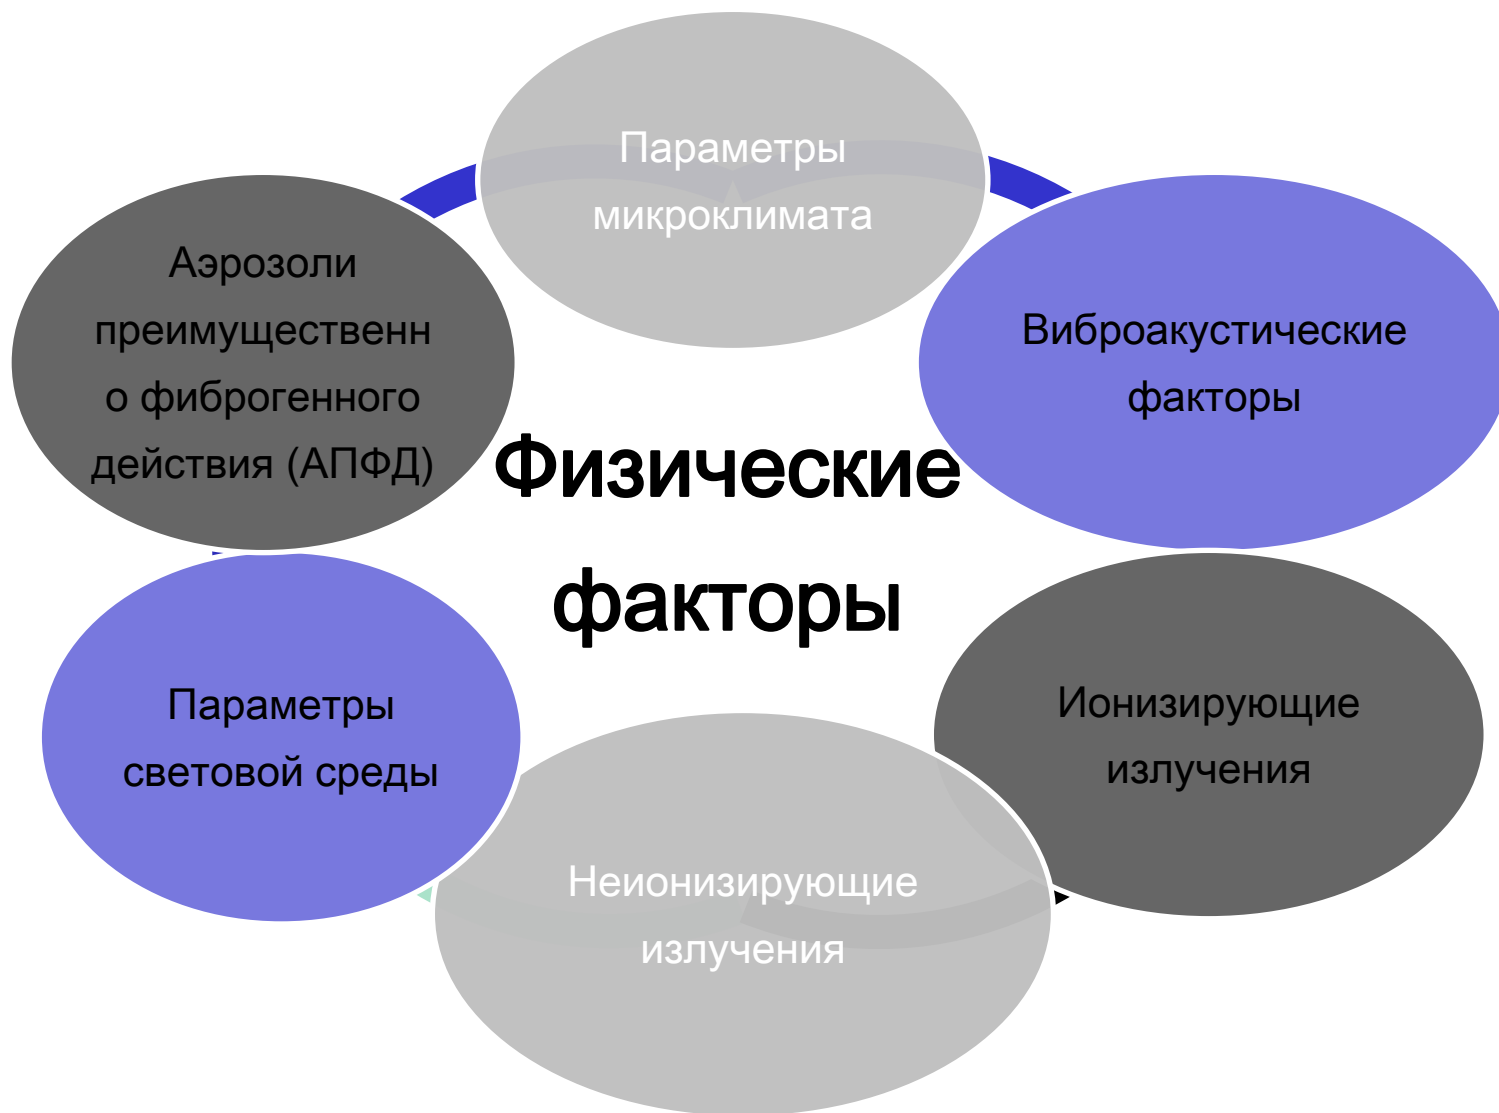 Параметры
микроклимата
Виброакустические
факторы
Ионизирующие
излучения
Неионизирующие
излучения
Параметры
световой среды
Аэрозоли
преимущественн
о фиброгенного
действия (АПФД)
Физические
факторы